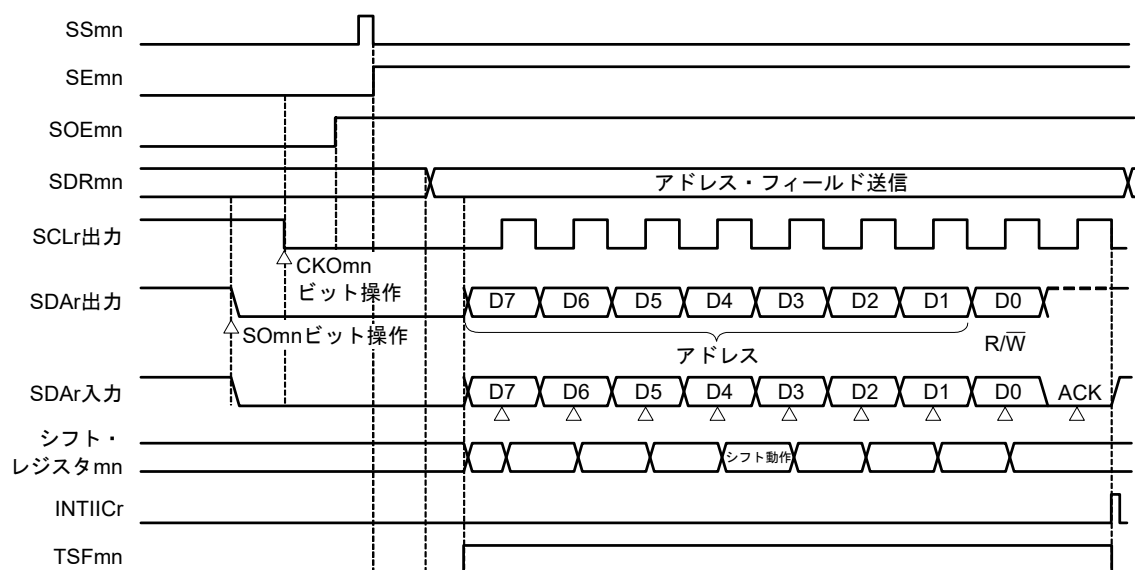 SSmn
SEmn
SOEmn
SDRmn
アドレス・フィールド送信
SCLr出力
CKOmn
ビット操作
SDAr出力
D7 D6 D5 D4 D3 D2 D1 D0
SOmnビット操作
アドレス
R/W
SDAr入力
D7 D6 D5 D4 D3 D2 D1 D0 ACK
シフト・
レジスタmn
シフト動作
INTIICr
TSFmn